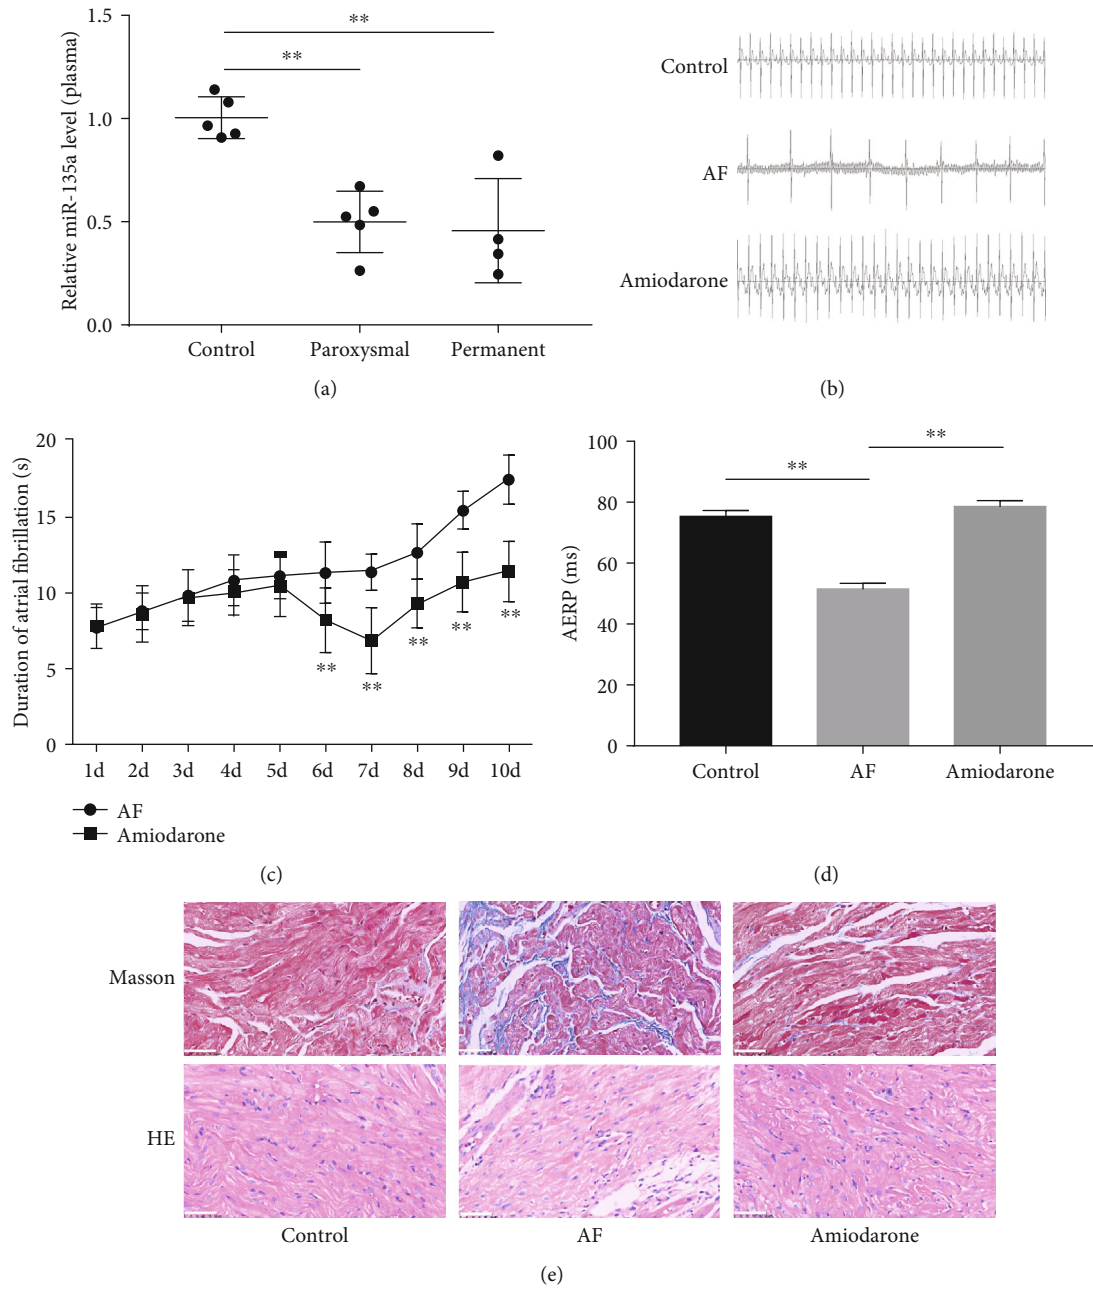 Relative miR-135a level (plasma)
1.5
1.0
0.5
0.0
**
**
Control
Paroxysmal
Permanent
(a)
Control
AF
Amiodarone
(b)
Duration of atrial fibrillation (s)
20
15
10
5
0
**
**
**
**
**
1d 2d 3d 4d 5d 6d 7d 8d 9d 10d
AF
Amiodarone
(c)
AERP (ms)
100
80
60
40
20
0
**
**
Control
AF
Amiodarone
(d)
Masson
HE
Control
AF
Amiodarone
(e)